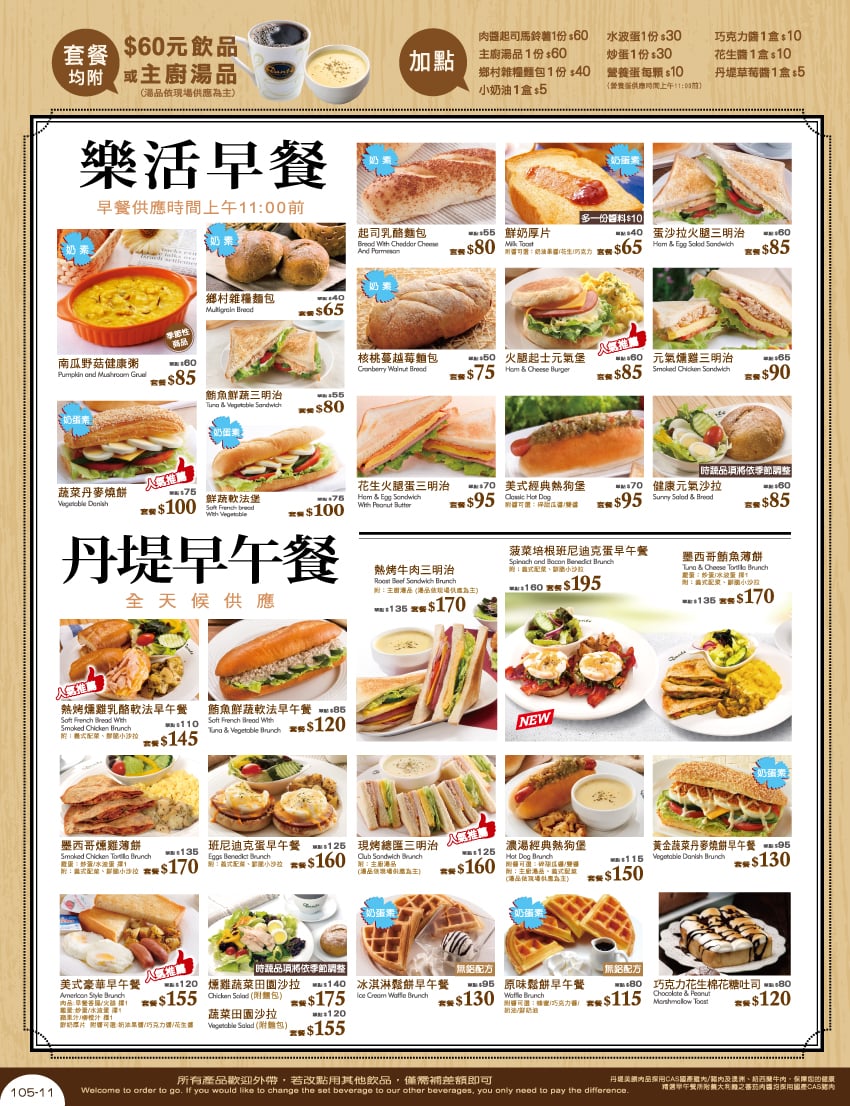 套餐
均附
$60元飲品
或主廚湯品
(湯品依現場供應為主)
加點
肉醬起司馬鈴薯1份$60
主廚湯品1份$60
鄉村雜糧麵包1份 $40
小奶油1盒$5
水波蛋1份$30
炒蛋1份$30
營養蛋每顆$10
(營養蛋供應時間上午11:00前)
巧克力醬1盒$10
花生醬1盒$10
丹堤草莓醬1盒$5
樂活早餐
早餐供應時間上午11:00前
奶素
季節性
商品
南瓜野菇健康粥
Pumpkin and Mushroom Gruel
單點$60
套餐$85
奶素
鄉村雜糧麵包
Multigrain Bread
單點$40
套餐$65
鮪魚鮮蔬三明治
Tuna & Vegetable Sandwich
單點$55
套餐$80
奶蛋素
人氣推薦
蔬菜丹麥燒餅
Vegetable Danish
單點$75
套餐$100
奶蛋素
鮮蔬軟法堡
Soft French bread
With Vegetable
單點$75
套餐$100
奶素
起司乳酪麵包
Bread With Cheddar Cheese
And Parmesan
單點$55
套餐$80
奶蛋素
多一份醬料$10
鮮奶厚片
Milk Toast
附醬可選：奶油果醬/花生/巧克力
單點$40
套餐$65
蛋沙拉火腿三明治
Ham & Egg Salad Sandwich
單點$60
套餐$85
奶素
核桃蔓越莓麵包
Cranberry Walnut Bread
單點$50
套餐$75
人氣推薦
火腿起士元氣堡
Ham & Cheese Burger
單點$60
套餐$85
元氣燻雞三明治
Smoked Chicken Sandwich
單點$65
套餐$90
花生火腿蛋三明治
Ham & Egg Sandwich
With Peanut Butter
單點$70
套餐$95
美式經典熱狗堡
Classic Hot Dog
附醬可選：碎甜瓜醬/雙醬
單點$70
套餐$95
時蔬品項將依季節調整
健康元氣沙拉
Sunny Salad & Bread
單點$60
套餐$85
丹堤早午餐
全天候供應
熱烤牛肉三明治
Roast Beef Sandwich Brunch
附：主廚湯品 (湯品依現場供應為主)
單點$135 套餐$170
菠菜培根班尼迪克蛋早午餐
Spinach and Bacon Benedict Brunch
附：義式配菜、鄉園小沙拉
單點$160 套餐$195
NEW
墨西哥鮪魚薄餅
Tuna & Cheese Tortilla Brunch
嚴蛋：炒蛋/水波蛋 擇1
附：義式配菜、鄉園小沙拉
單點$135 套餐$170
人氣推薦
熱烤燻雞乳酪軟法早午餐
Soft French Bread With
Smoked Chicken Brunch
附：義式配菜、鄉園小沙拉
單點$110
套餐$145
鮪魚鮮蔬軟法早午餐
Soft French Bread With
Tuna & Vegetable Brunch
單點$85
套餐$120
墨西哥燻雞薄餅
Smoked Chicken Tortilla Brunch
嚴蛋：炒蛋/水波蛋 擇1
附：義式配菜、鄉園小沙拉
單點$135
套餐$170
班尼迪克蛋早午餐
Eggs Benedict Brunch
附：義式配菜、鄉園小沙拉
單點$125
套餐$160
人氣推薦
現烤總匯三明治
Club Sandwich Brunch
附：主廚湯品
(湯品依現場供應為主)
單點$125
套餐$160
濃湯經典熱狗堡
Hot Dog Brunch
附醬可選：碎甜瓜醬/雙醬
附：主廚湯品、義式配菜
(湯品依現場供應為主)
單點$115
套餐$150
奶蛋素
黃金蔬菜丹麥燒餅早午餐
Vegetable Danish Brunch
單點$95
套餐$130
人氣推薦
美式豪華早午餐
American Style Brunch
肉品：早餐香腸/火腿 擇1
嚴蛋：炒蛋/水波蛋 擇1
蘋果汁/柳橙汁 擇1
鮮奶厚片 附醬可選：奶油果醬/巧克力醬/花生醬
單點$120
套餐$155
時蔬品項將依季節調整
燻雞蔬菜田園沙拉
Chicken Salad (附麵包)
單點$140
套餐$175
蔬菜田園沙拉
Vegetable Salad (附麵包)
單點$120
套餐$155
奶蛋素
無鋁配方
冰淇淋鬆餅早午餐
Ice Cream Waffle Brunch
單點$95
套餐$130
奶蛋素
無鋁配方
原味鬆餅早午餐
Waffle Brunch
附醬可選：蜂蜜/巧克力醬/
奶油/鮮奶油
單點$80
套餐$115
巧克力花生棉花糖吐司
Chocolate & Peanut
Marshmallow Toast
單點$80
套餐$120
105-11
所有產品歡迎外帶，若改點用其他飲品，僅需補差額即可
Welcome to order to go. If you would like to change the set beverage to our other beverages, you only need to pay the difference.
丹堤美饌肉品採用CAS國產豬肉/雞肉及澳洲、紐西蘭牛肉，保障您的健康
精選早午餐所附義大利麵之蕃茄肉醬均採用國產CAS豬肉